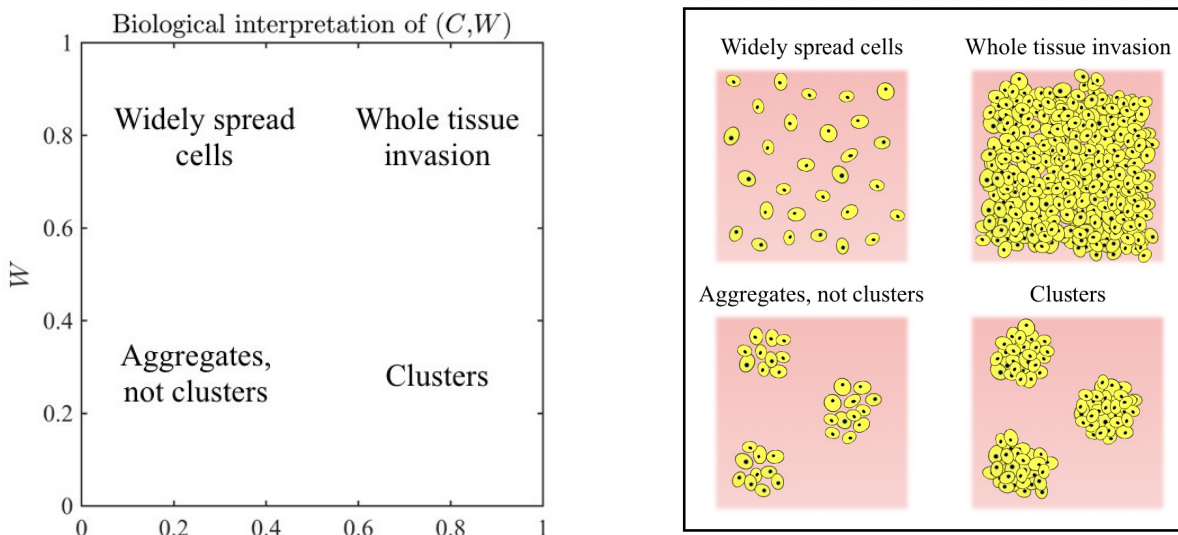 Biological interpretation of (C,W)
1
0.8
0.6
0.4
0.2
0
W
Widely spread
cells
Whole tissue
invasion
Aggregates,
not clusters
Clusters
0
0.2
0.4
0.6
0.8
1
Widely spread cells
Whole tissue invasion
Aggregates, not clusters
Clusters